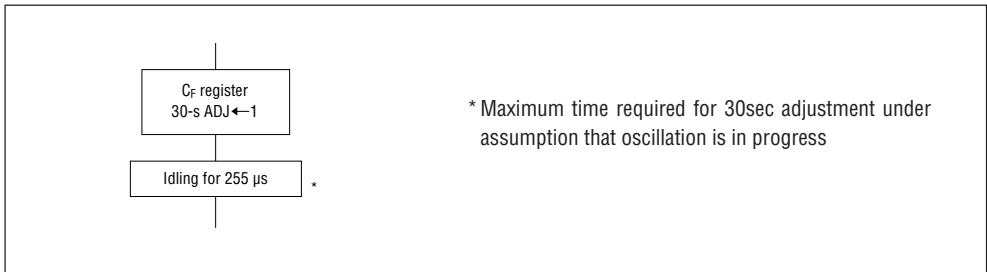 C_F register
30-s ADJ←1
Idling for 255 µs
*
* Maximum time required for 30sec adjustment under
assumption that oscillation is in progress